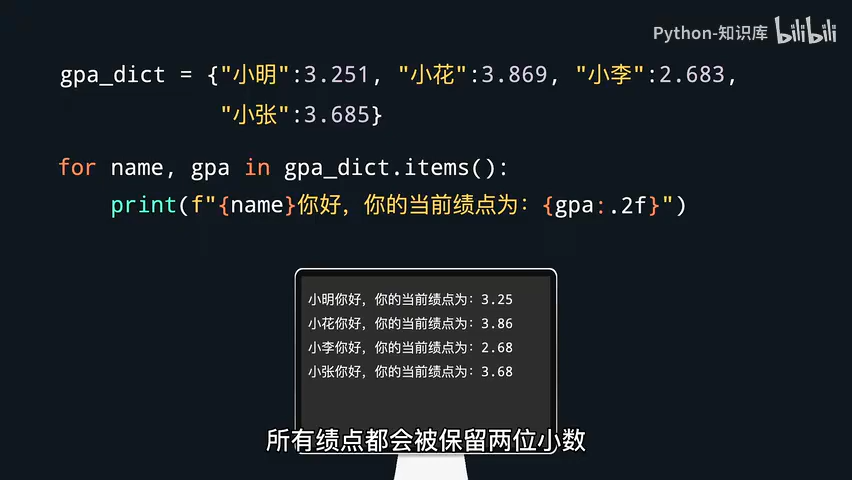 Python-知识库 bilibili
gpa_dict = {"小明":3.251, "小花":3.869, "小李":2.683,
"小张":3.685}
for name, gpa in gpa_dict.items():
print(f"{name}你好，你的当前绩点为：{gpa:.2f}")
小明你好，你的当前绩点为：3.25
小花你好，你的当前绩点为：3.86
小李你好，你的当前绩点为：2.68
小张你好，你的当前绩点为：3.68
所有绩点都会被保留两位小数